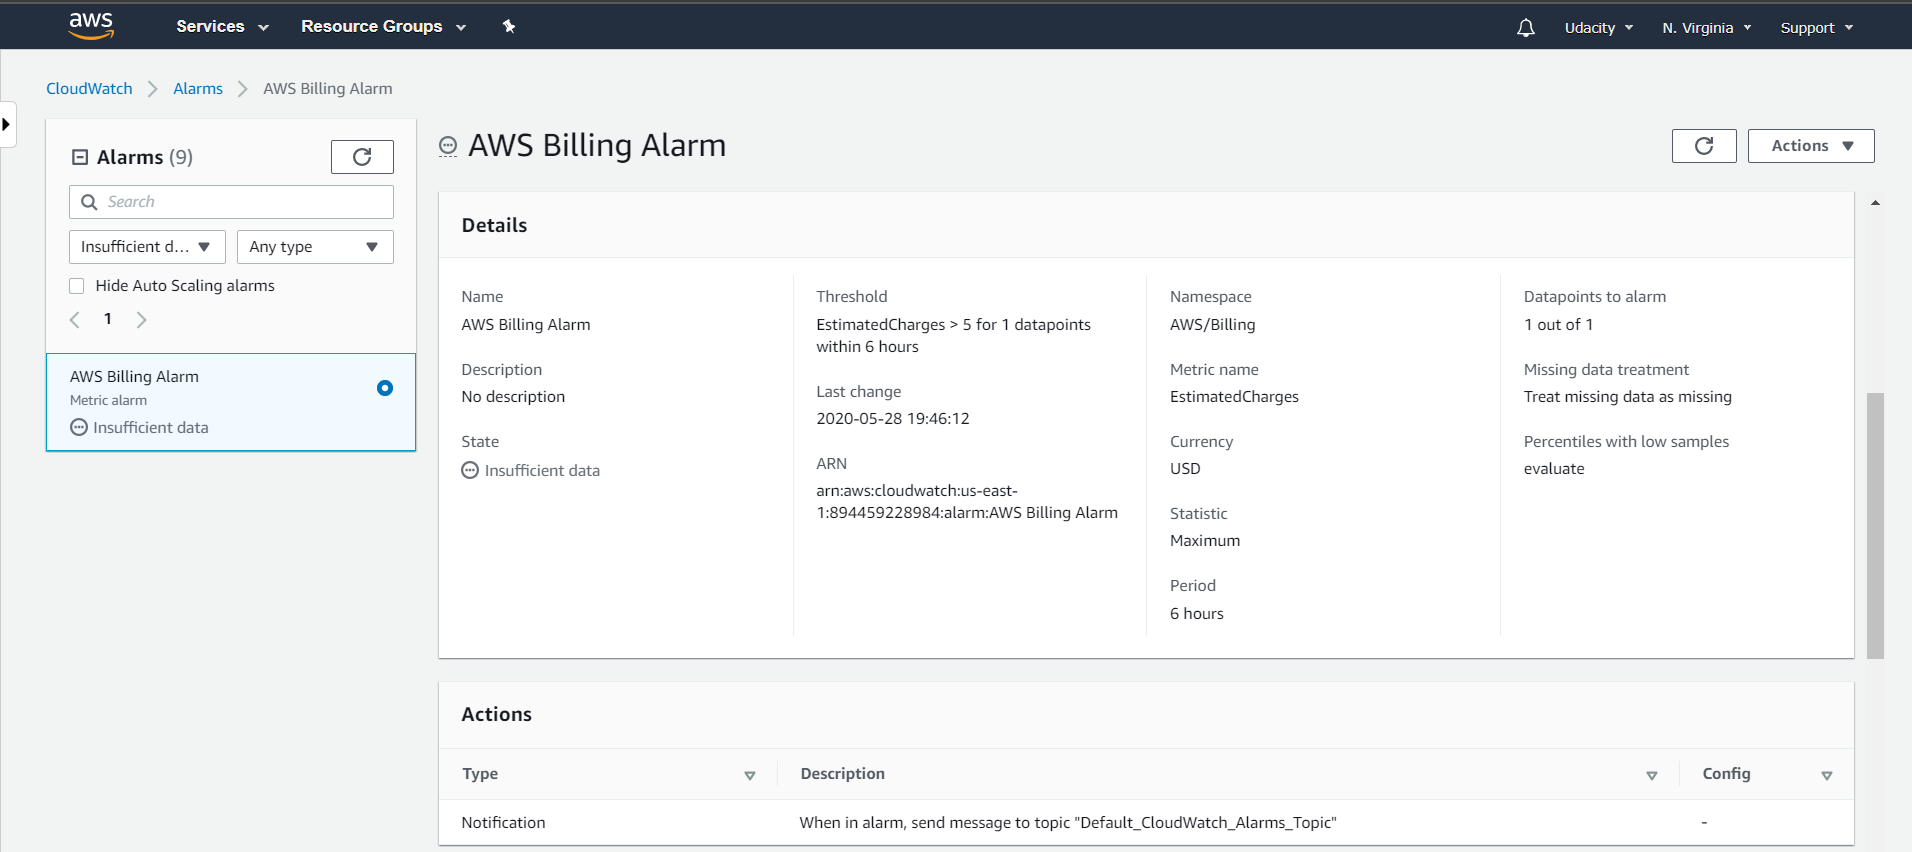 aws Services Resource Groups Udacity N. Virginia Support
CloudWatch Alarms AWS Billing Alarm
Alarms (9)
Search
Insufficient d... Any type
Hide Auto Scaling alarms
1
AWS Billing Alarm
Metric alarm
Insufficient data
AWS Billing Alarm
Actions
Details
Name
AWS Billing Alarm
Description
No description
State
Insufficient data
Threshold
EstimatedCharges > 5 for 1 datapoints
within 6 hours
Last change
2020-05-28 19:46:12
ARN
arn:aws:cloudwatch:us-east-
1:894459228984:alarm:AWS Billing Alarm
Namespace
AWS/Billing
Metric name
EstimatedCharges
Currency
USD
Statistic
Maximum
Period
6 hours
Datapoints to alarm
1 out of 1
Missing data treatment
Treat missing data as missing
Percentiles with low samples
evaluate
Actions
Type Description Config
Notification When in alarm, send message to topic "Default_CloudWatch_Alarms_Topic" -